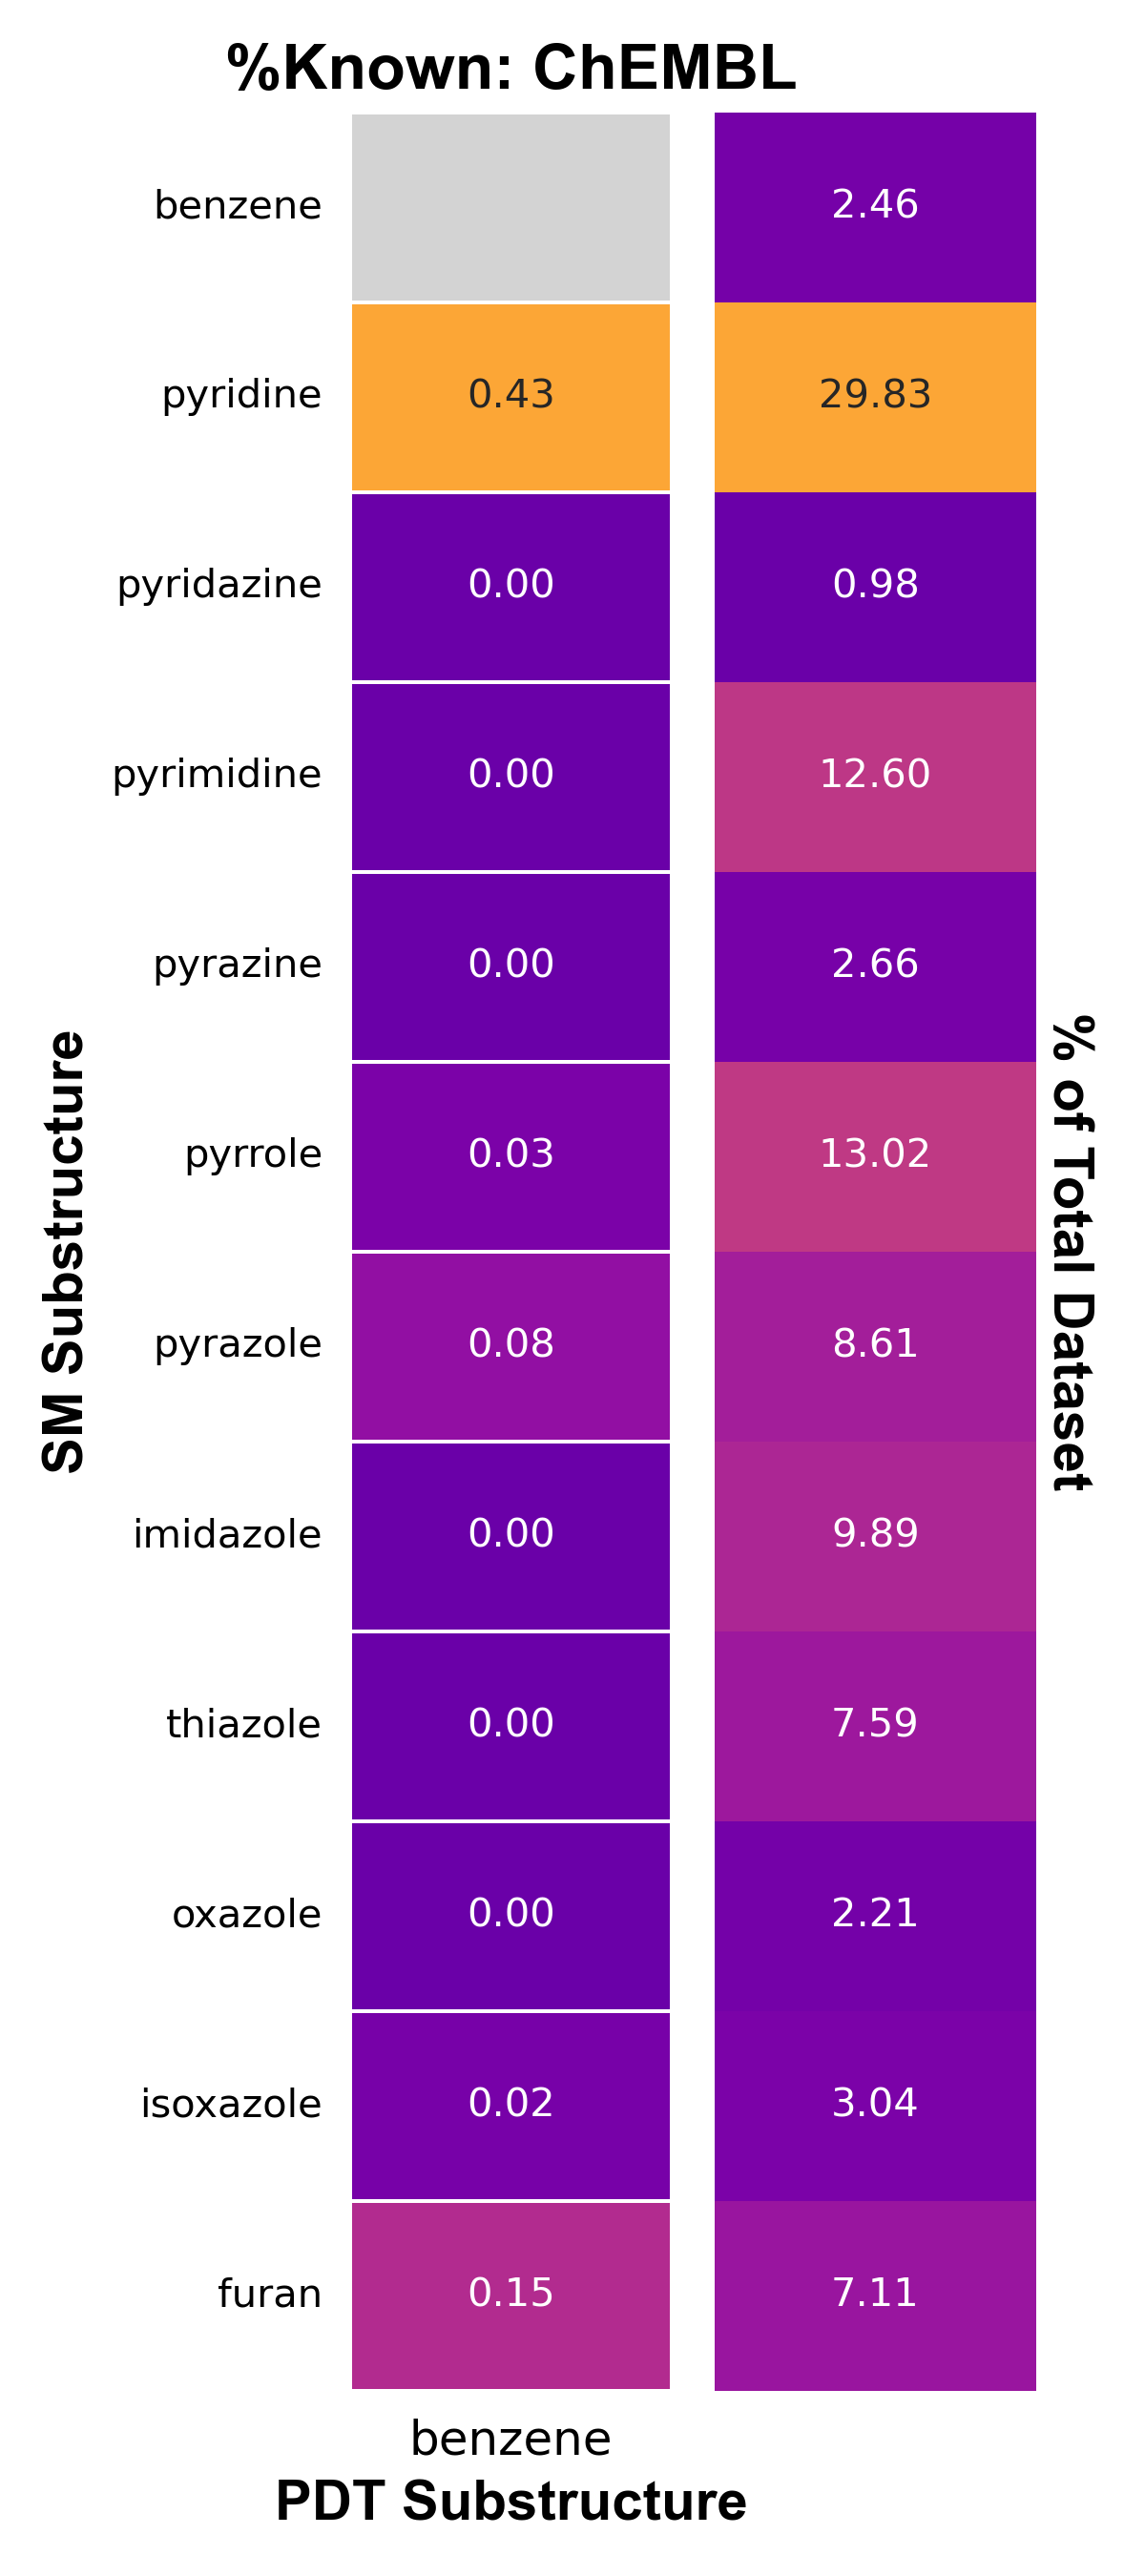 %Known: ChEMBL
benzene 2.46
pyridine 0.43 29.83
pyridazine 0.00 0.98
pyrimidine 0.00 12.60
pyrazine 0.00 2.66
pyrrole 0.03 13.02
pyrazole 0.08 8.61
imidazole 0.00 9.89
thiazole 0.00 7.59
oxazole 0.00 2.21
isoxazole 0.02 3.04
furan 0.15 7.11
benzene
PDT Substructure
SM Substructure
% of Total Dataset